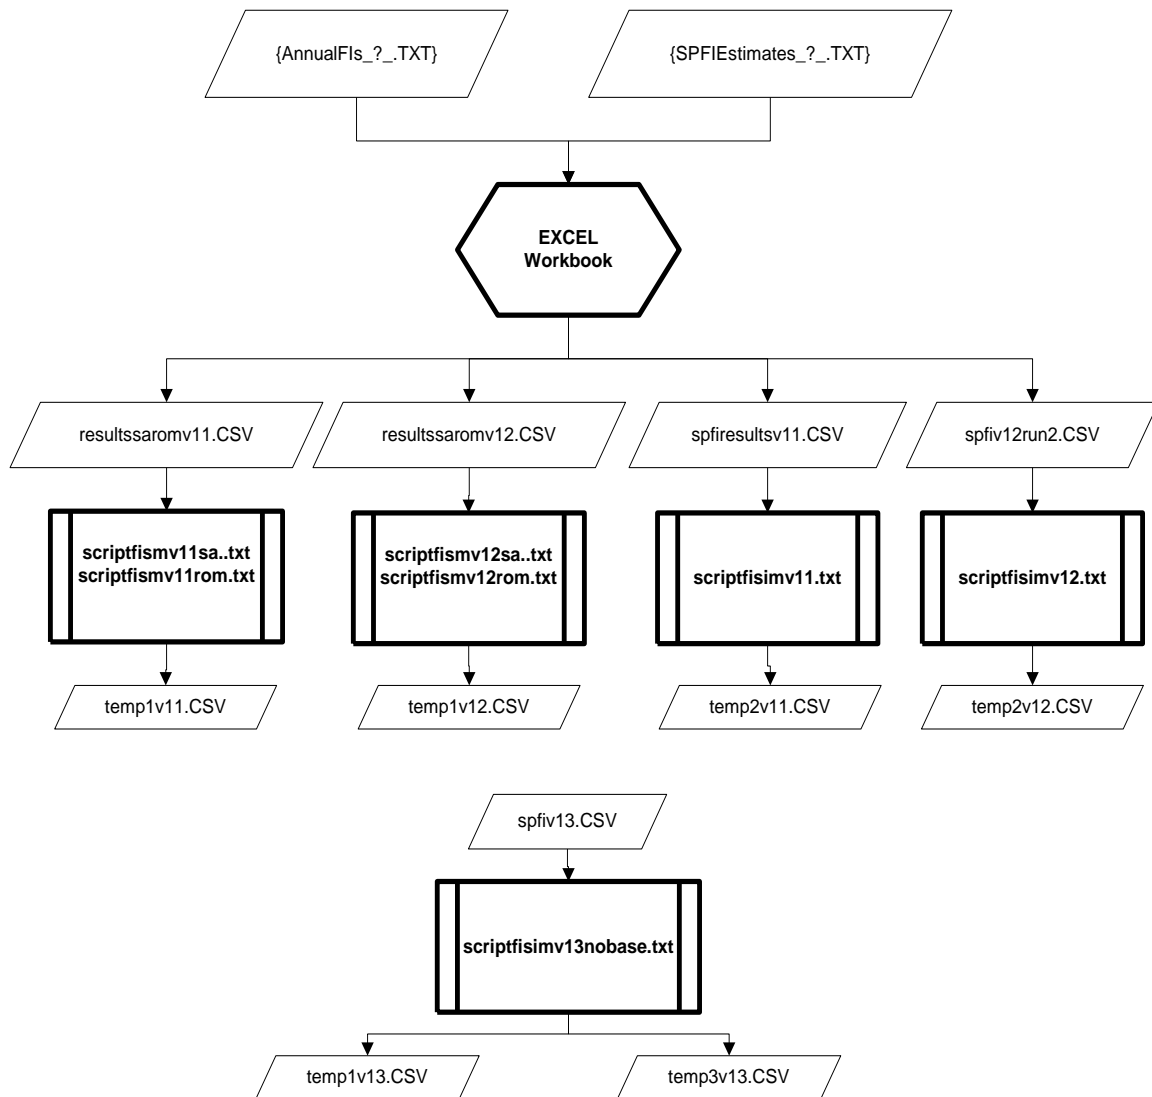 {AnnualFIs_?_.TXT}
{SPFIEstimates_?_.TXT}
EXCEL
Workbook
resultssaromv11.CSV
resultssaromv12.CSV
spfiresultsv11.CSV
spfiv12run2.CSV
scriptfismv11sa..txt
scriptfismv11rom.txt
scriptfismv12sa..txt
scriptfismv12rom.txt
scriptfisimv11.txt
scriptfisimv12.txt
temp1v11.CSV
temp1v12.CSV
temp2v11.CSV
temp2v12.CSV
spfiv13.CSV
scriptfisimv13nobase.txt
temp1v13.CSV
temp3v13.CSV